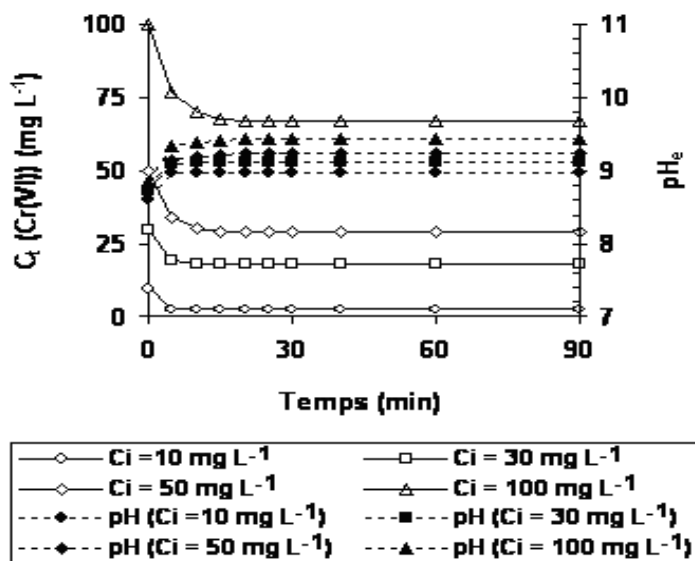 100
75
50
25
0
C_t (Cr(VI)) (mg L⁻¹)
11
10
9
8
7
pH_e
0 30 60 90
Temps (min)
Ci =10 mg L⁻¹ Ci = 30 mg L⁻¹
Ci = 50 mg L⁻¹ Ci = 100 mg L⁻¹
pH (Ci =10 mg L⁻¹) pH (Ci = 30 mg L⁻¹)
pH (Ci = 50 mg L⁻¹) pH (Ci = 100 mg L⁻¹)